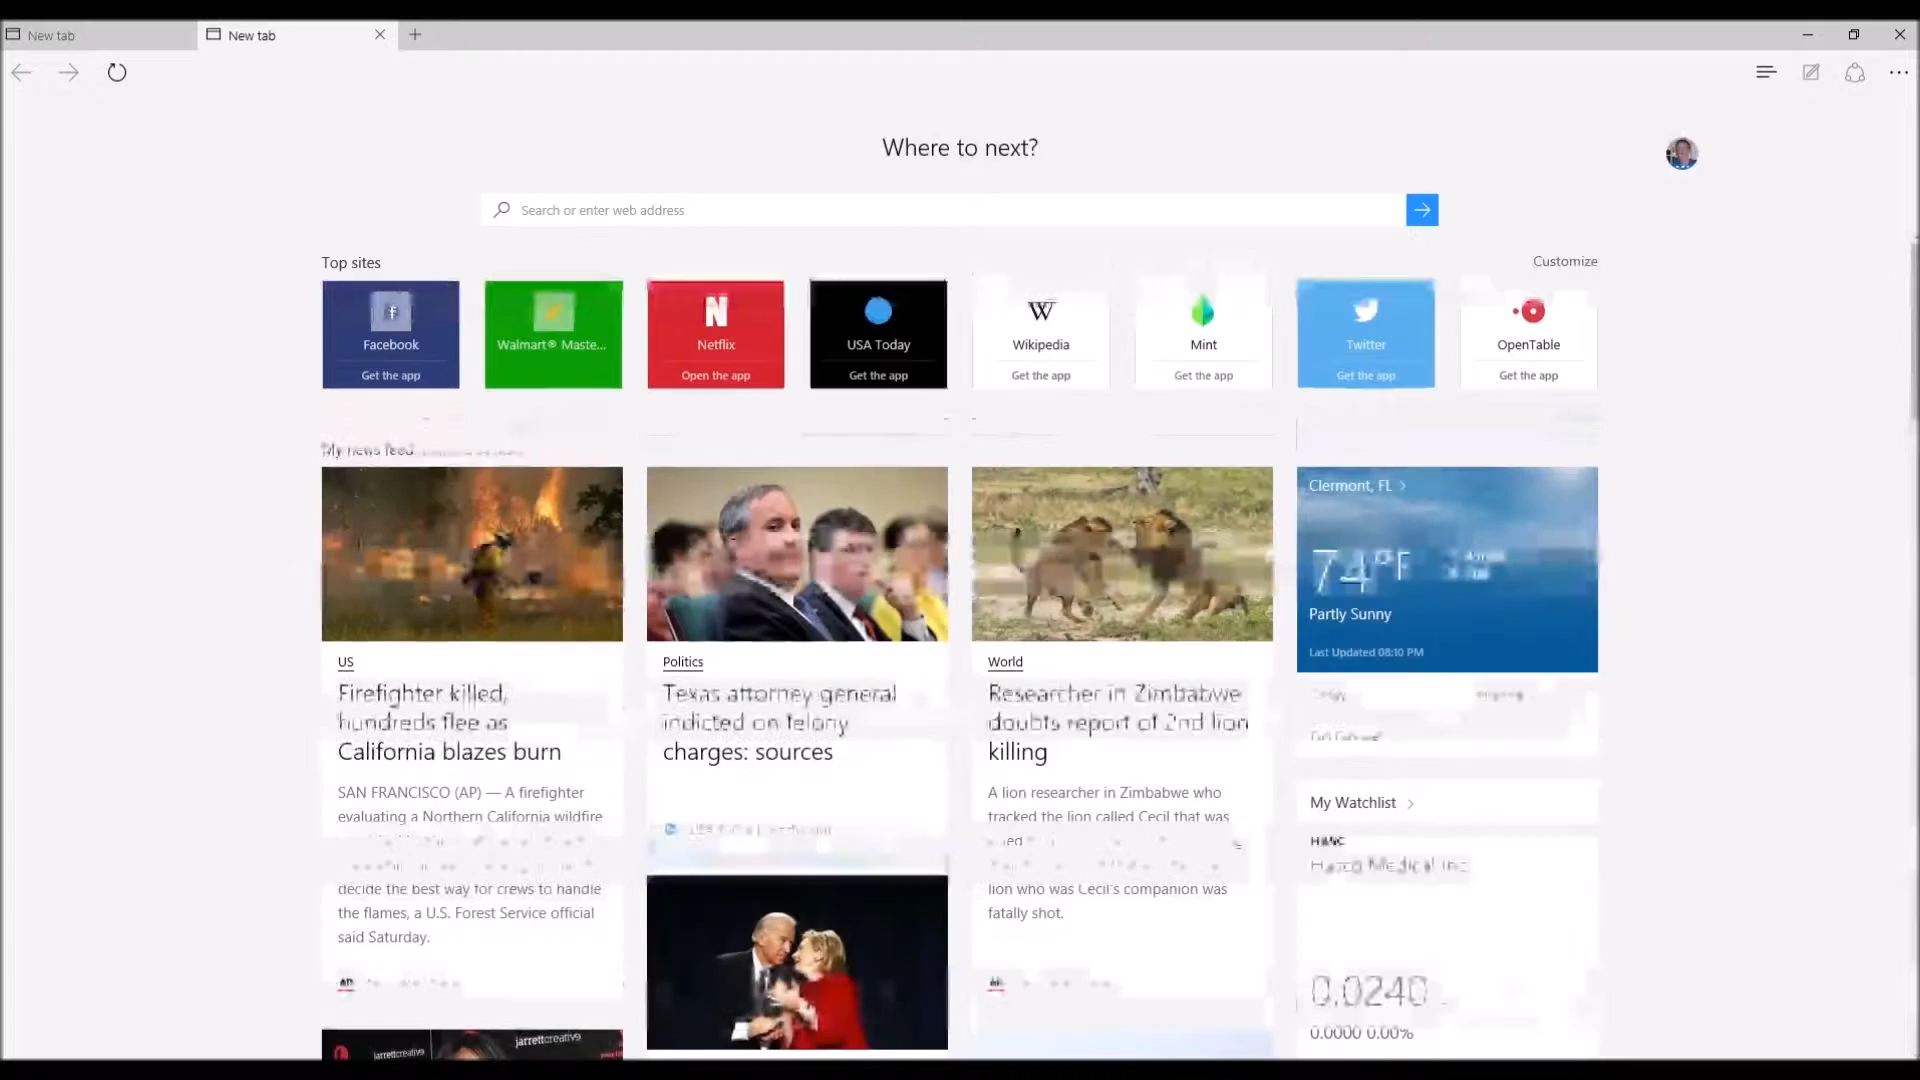 New tab
New tab
Where to next?
Search or enter web address
Top sites
Customize
Facebook
Get the app
Walmart® Maste...
Netflix
Open the app
USA Today
Get the app
W
Wikipedia
Get the app
Mint
Get the app
Twitter
Get the app
OpenTable
Get the app
My news feed
US
Firefighter killed,
hundreds flee as
California blazes burn
SAN FRANCISCO (AP) — A firefighter
evaluating a Northern California wildfire
decide the best way for crews to handle
the flames, a U.S. Forest Service official
said Saturday.
jarrettcreative
jarrettcreative
Politics
Texas attorney general
indicted on felony
charges: sources
World
Researcher in Zimbabwe
doubts report of 2nd lion
killing
A lion researcher in Zimbabwe who
tracked the lion called Cecil that was
lion who was Cecil's companion was
fatally shot.
Clermont, FL
74°F
Partly Sunny
Last Updated 08:10 PM
My Watchlist
0.0240
0.0000 0.00%